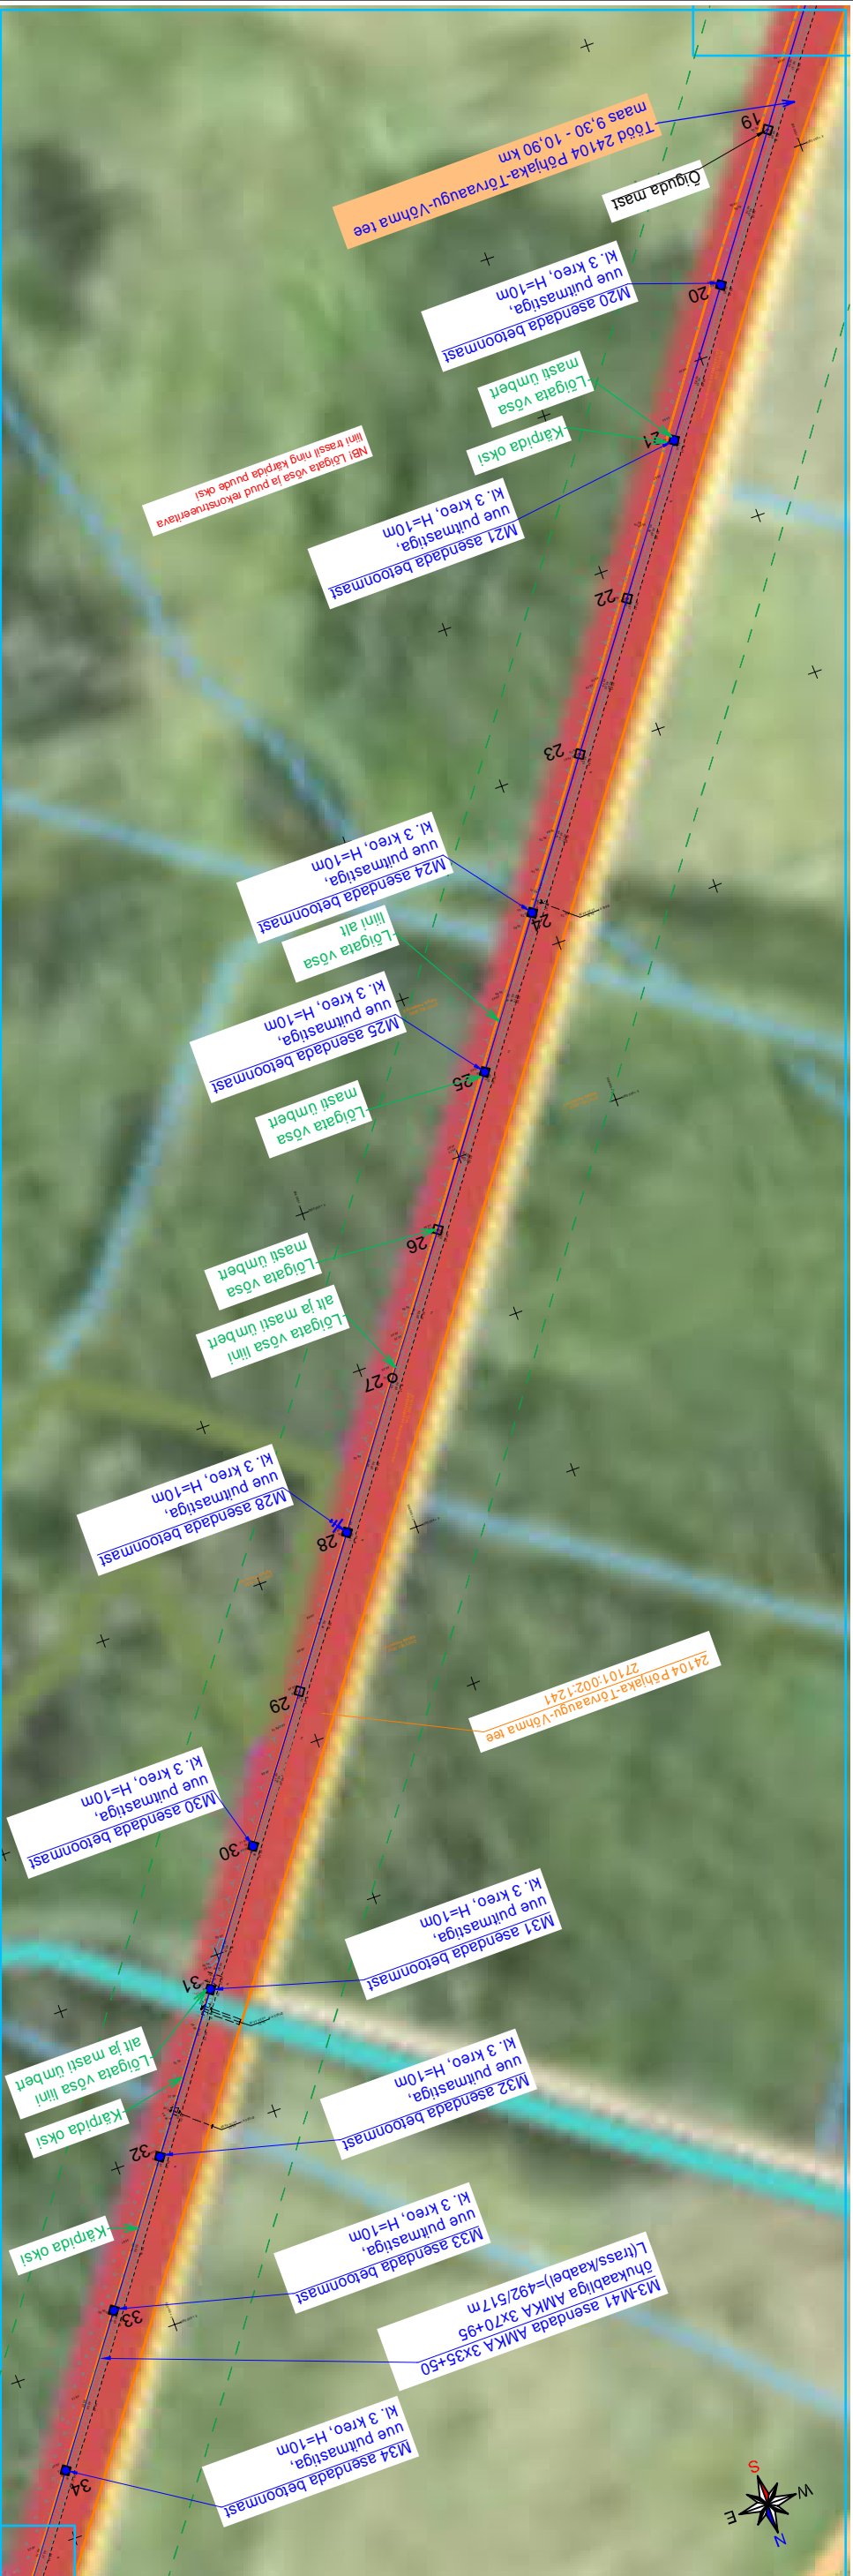 19
Tööd 24104 Põhjaka-Tõrvaaugu-Võhma tee
maas 9,30 - 10,90 km
Õiguda mast
20
M20 asendada betoonmast
uue puitmastiga,
kl. 3 kreo, H=10m
Lõigata võsa
masti ümbert
Kärpida oksi
21
NB! Lõigata võsa ja puud rekonstrueeritava
liini trassil ning kärpida puude oksi
M21 asendada betoonmast
uue puitmastiga,
kl. 3 kreo, H=10m
22
23
M24 asendada betoonmast
uue puitmastiga,
kl. 3 kreo, H=10m
24
Lõigata võsa
liini alt
M25 asendada betoonmast
uue puitmastiga,
kl. 3 kreo, H=10m
25
Lõigata võsa
masti ümbert
26
Lõigata võsa
masti ümbert
Lõigata võsa liini
alt ja masti ümbert
27
M28 asendada betoonmast
uue puitmastiga,
kl. 3 kreo, H=10m
28
24104 Põhjaka-Tõrvaaugu-Võhma tee
27101:002:1241
29
M30 asendada betoonmast
uue puitmastiga,
kl. 3 kreo, H=10m
30
M31 asendada betoonmast
uue puitmastiga,
kl. 3 kreo, H=10m
31
Lõigata võsa liini
alt ja masti ümbert
Kärpida oksi
M32 asendada betoonmast
uue puitmastiga,
kl. 3 kreo, H=10m
32
Kärpida oksi
M33 asendada betoonmast
uue puitmastiga,
kl. 3 kreo, H=10m
33
M3-M41 asendada AMKA 3x35+50
õhukaabliga AMKA 3x70+95
L(trass/kaabel)=492/517m
M34 asendada betoonmast
uue puitmastiga,
kl. 3 kreo, H=10m
34
S
W
E
N